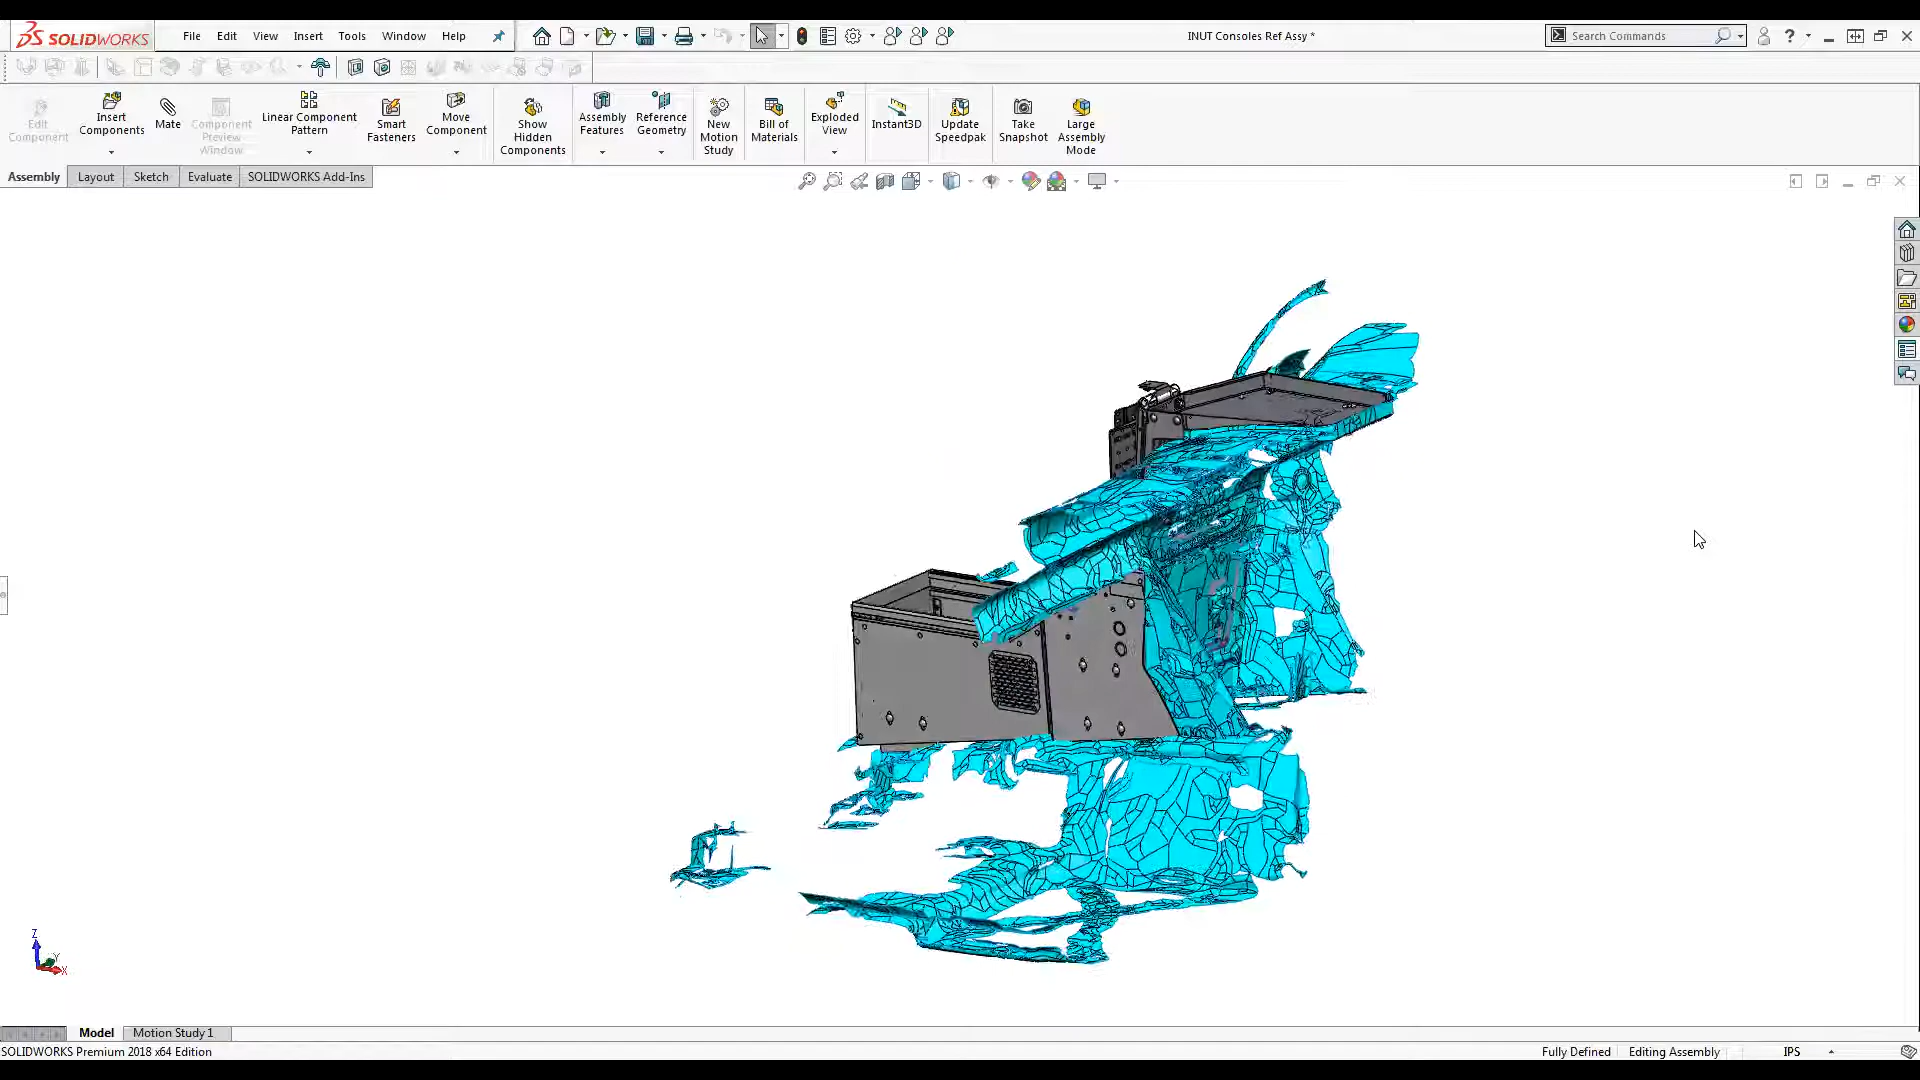 SOLIDWORKS File Edit View Insert Tools Window Help INUT Consoles Ref Assy * Search Commands ?
Edit Component
Insert Components
Mate
Component Preview Window
Linear Component Pattern
Smart Fasteners
Move Component
Show Hidden Components
Assembly Features
Reference Geometry
New Motion Study
Bill of Materials
Exploded View
Instant3D
Update Speedpak
Take Snapshot
Large Assembly Mode
Assembly Layout Sketch Evaluate SOLIDWORKS Add-Ins
Z
Y
X
Model Motion Study 1
SOLIDWORKS Premium 2018 x64 Edition Fully Defined Editing Assembly IPS